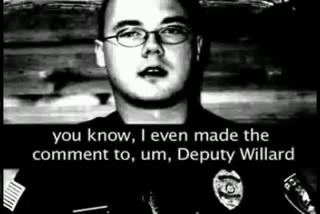 you know, I even made the
comment to, um, Deputy Willard